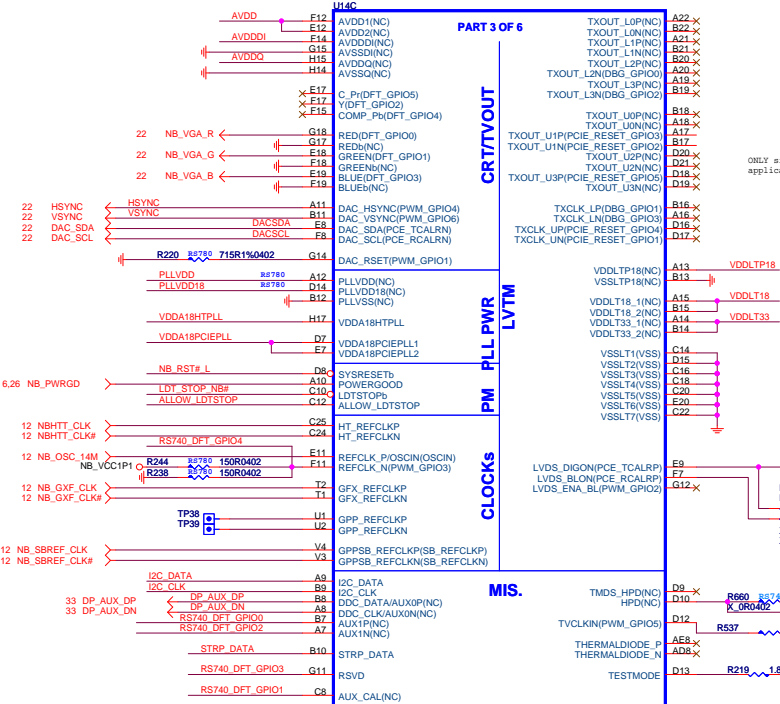 U14C
PART 3 OF 6
CRT/TVOUT
LVTM
PLL PWR
PM
CLOCKs
MIS.
AVDD F12 AVDD1(NC)
E12 AVDD2(NC)
AVDDDI F14 AVDDDI(NC)
G15 AVSSDI(NC)
AVDDQ H15 AVDDQ(NC)
H14 AVSSQ(NC)
E17 C_Pr(DFT_GPIO5)
F17 Y(DFT_GPIO2)
F15 COMP_Pb(DFT_GPIO4)
22 NB_VGA_R G18 RED(DFT_GPIO0)
G17 REDb(NC)
22 NB_VGA_G E18 GREEN(DFT_GPIO1)
F18 GREENb(NC)
22 NB_VGA_B E19 BLUE(DFT_GPIO3)
F19 BLUEb(NC)
22 HSYNC HSYNC A11 DAC_HSYNC(PWM_GPIO4)
22 VSYNC VSYNC B11 DAC_VSYNC(PWM_GPIO6)
22 DAC_SDA DACSDA E8 DAC_SDA(PCE_TCALRN)
22 DAC_SCL DACSCL F8 DAC_SCL(PCE_RCALRN)
R220 RS780 715R1%0402 G14 DAC_RSET(PWM_GPIO1)
PLLVDD RS780 A12 PLLVDD(NC)
PLLVDD18 RS780 D14 PLLVDD18(NC)
B12 PLLVSS(NC)
VDDA18HTPLL H17 VDDA18HTPLL
VDDA18PCIEPLL D7 VDDA18PCIEPLL1
E7 VDDA18PCIEPLL2
NB_RST#_L D8 SYSRESETb
6,26 NB_PWRGD A10 POWERGOOD
LDT_STOP_NB# C10 LDTSTOPb
ALLOW_LDTSTOP C12 ALLOW_LDTSTOP
12 NBHTT_CLK C25 HT_REFCLKP
12 NBHTT_CLK# C24 HT_REFCLKN
RS740_DFT_GPIO4
12 NB_OSC_14M E11 REFCLK_P/OSCIN(OSCIN)
NB_VCC1P1 R244 RS780 150R0402 F11 REFCLK_N(PWM_GPIO3)
R238 RS780 150R0402
12 NB_GXF_CLK T2 GFX_REFCLKP
12 NB_GXF_CLK# T1 GFX_REFCLKN
TP38 U1 GPP_REFCLKP
TP39 U2 GPP_REFCLKN
12 NB_SBREF_CLK V4 GPPSB_REFCLKP(SB_REFCLKP)
12 NB_SBREF_CLK# V3 GPPSB_REFCLKN(SB_REFCLKN)
I2C_DATA A9 I2C_DATA
I2C_CLK B9 I2C_CLK
33 DP_AUX_DP DP_AUX_DP B8 DDC_DATA/AUX0P(NC)
33 DP_AUX_DN DP_AUX_DN A8 DDC_CLK/AUX0N(NC)
RS740_DFT_GPIO0 B7 AUX1P(NC)
RS740_DFT_GPIO2 A7 AUX1N(NC)
STRP_DATA B10 STRP_DATA
RS740_DFT_GPIO3 G11 RSVD
RS740_DFT_GPIO1 C8 AUX_CAL(NC)
TXOUT_L0P(NC) A22
TXOUT_L0N(NC) B22
TXOUT_L1P(NC) A21
TXOUT_L1N(NC) B21
TXOUT_L2P(NC) B20
TXOUT_L2N(DBG_GPIO0) A20
TXOUT_L3P(NC) A19
TXOUT_L3N(DBG_GPIO2) B19
TXOUT_U0P(NC) B18
TXOUT_U0N(NC) A18
TXOUT_U1P(PCIE_RESET_GPIO3) A17
TXOUT_U1N(PCIE_RESET_GPIO2) B17
TXOUT_U2P(NC) D20
TXOUT_U2N(NC) D21
TXOUT_U3P(PCIE_RESET_GPIO5) D18
TXOUT_U3N(NC) D19
TXCLK_LP(DBG_GPIO1) B16
TXCLK_LN(DBG_GPIO3) A16
TXCLK_UP(PCIE_RESET_GPIO4) D16
TXCLK_UN(PCIE_RESET_GPIO1) D17
VDDLTP18(NC) A13 VDDLTP18
VSSLTP18(NC) B13
VDDLT18_1(NC) A15 VDDLT18
VDDLT18_2(NC) B15
VDDLT33_1(NC) A14 VDDLT33
VDDLT33_2(NC) B14
VSSLT1(VSS) C14
VSSLT2(VSS) D15
VSSLT3(VSS) C16
VSSLT4(VSS) C18
VSSLT5(VSS) C20
VSSLT6(VSS) E20
VSSLT7(VSS) C22
LVDS_DIGON(PCE_TCALRP) E9
LVDS_BLON(PCE_RCALRP) F7
LVDS_ENA_BL(PWM_GPIO2) G12
TMDS_HPD(NC) D9
HPD(NC) D10 R660 RS74
X_0R0402
TVCLKIN(PWM_GPIO5) D12 R537
THERMALDIODE_P AE8
THERMALDIODE_N AD8
TESTMODE D13 R219 1.8
ONLY s
applica